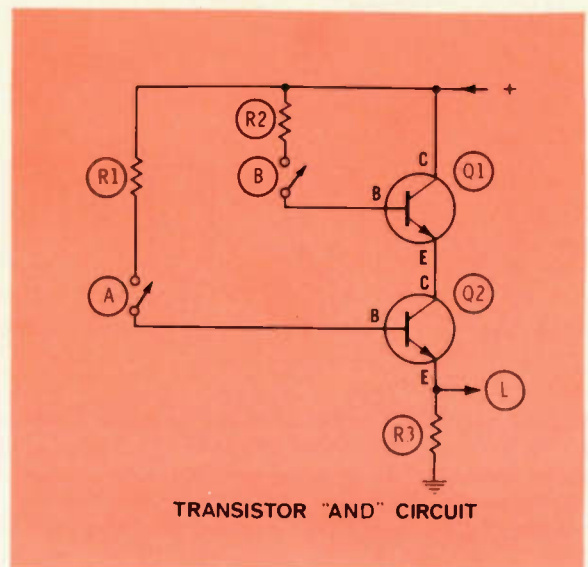 +
R2
R1
B
C
Q1
B
E
C
Q2
A
B
E
L
R3
TRANSISTOR "AND" CIRCUIT